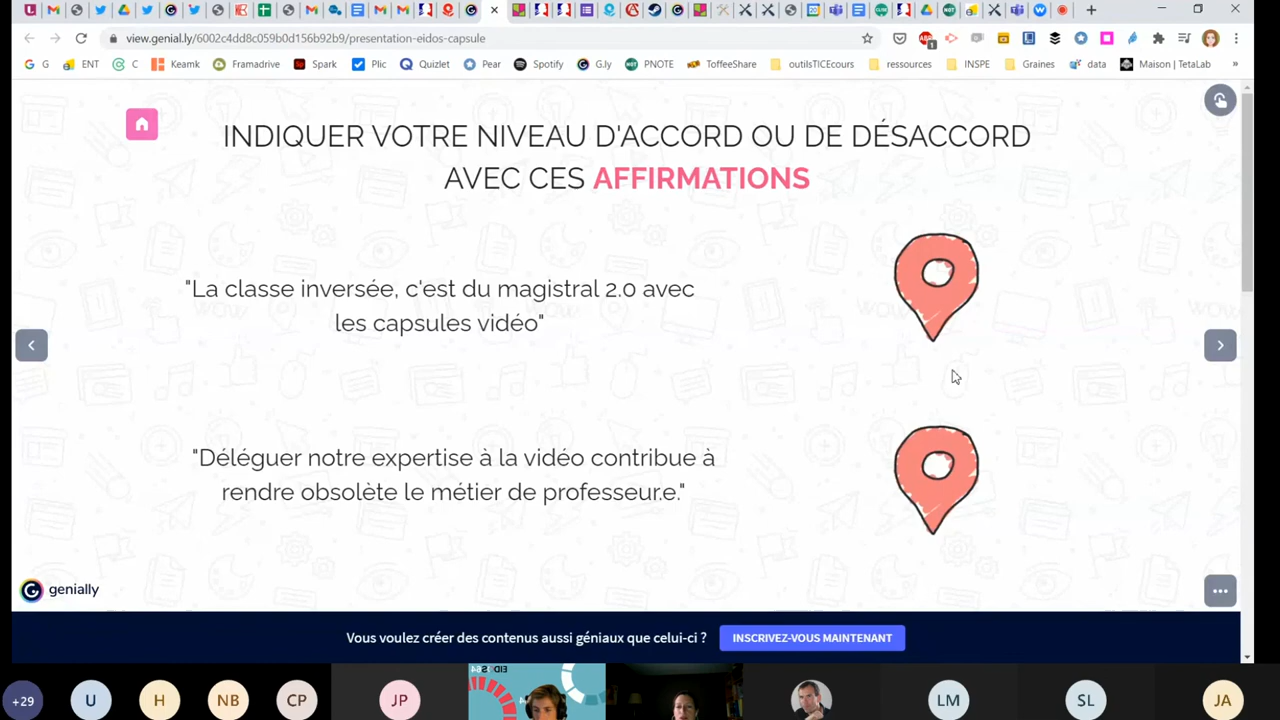 view.genial.ly/6002c4dd8c059b0d156b92b9/presentation-eidos-capsule
G ENT C Keamk Framadrive Spark Plic Quizlet Pear Spotify G.ly PNOTE ToffeeShare outilsTICEcours ressources INSPE Graines data Maison | TetaLab »
INDIQUER VOTRE NIVEAU D'ACCORD OU DE DÉSACCORD
AVEC CES AFFIRMATIONS
"La classe inversée, c'est du magistral 2.0 avec
les capsules vidéo"
"Déléguer notre expertise à la vidéo contribue à
rendre obsolète le métier de professeur.e."
genially
Vous voulez créer des contenus aussi géniaux que celui-ci ? INSCRIVEZ-VOUS MAINTENANT
+29 U H NB CP JP LM SL JA